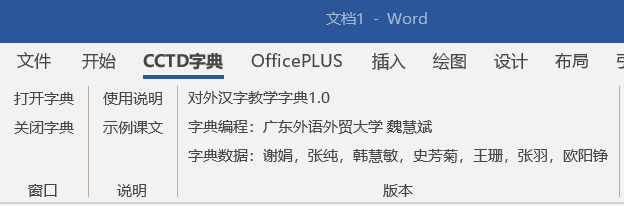 文档1 - Word
文件 开始 CCTD字典 OfficePLUS 插入 绘图 设计 布局
打开字典 使用说明 对外汉字教学字典1.0
关闭字典 示例课文 字典编程：广东外语外贸大学 魏慧斌
字典数据：谢娟，张纯，韩慧敏，史芳菊，王珊，张羽，欧阳铮
窗口 说明 版本